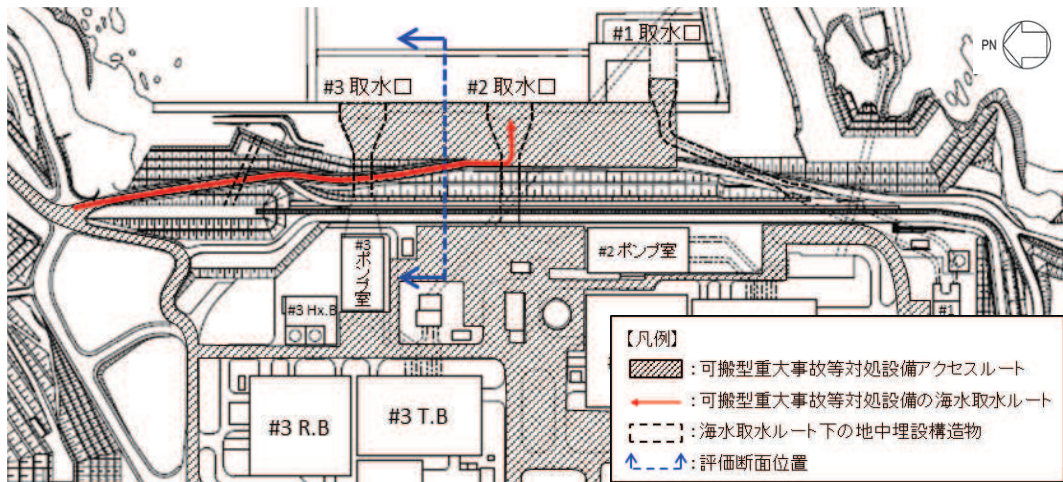 #1 取水口
PN
#3 取水口
#2 取水口
#3 ポンプ室
#2 ポンプ室
#3 Hx.B
#1
#3 R.B
#3 T.B
【凡例】
：可搬型重大事故等対処設備アクセスルート
：可搬型重大事故等対処設備の海水取水ルート
：海水取水ルート下の地中埋設構造物
：評価断面位置